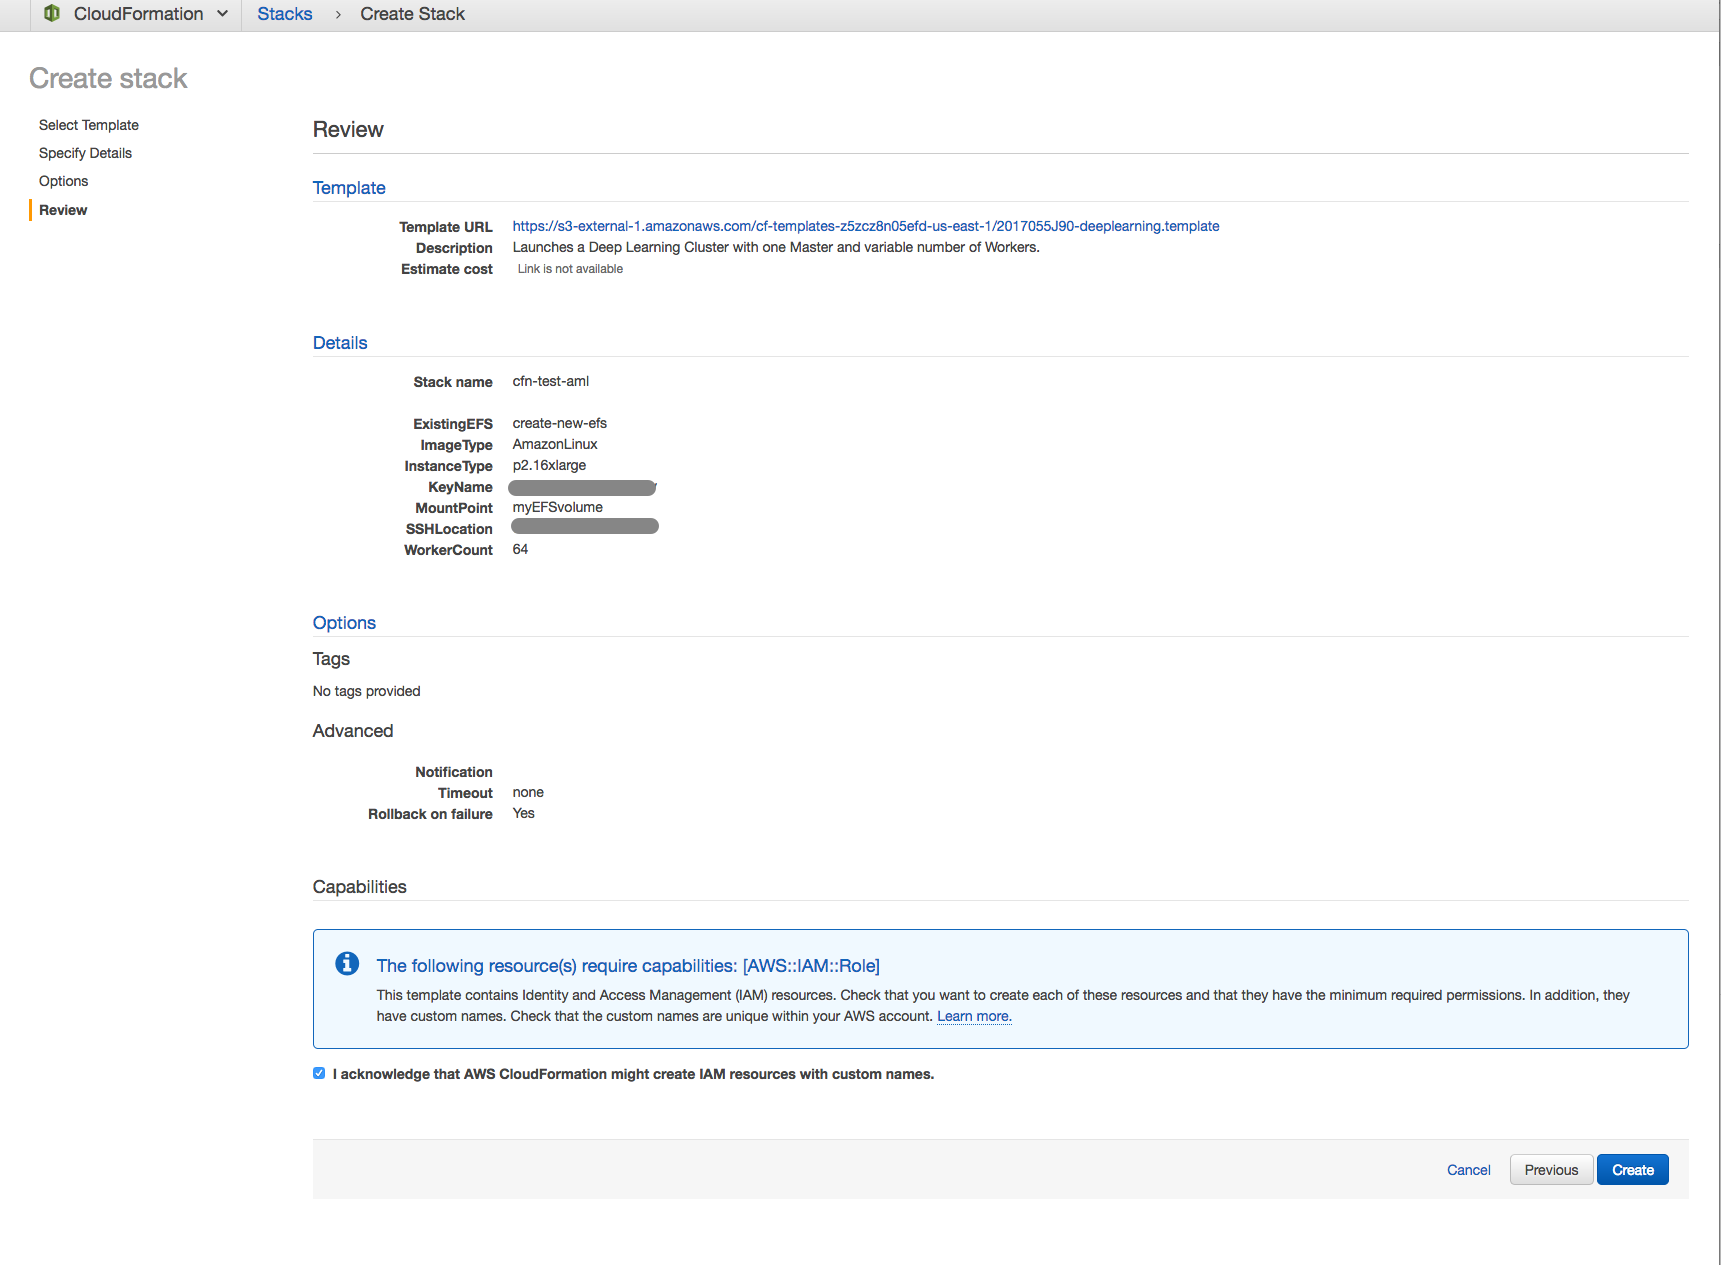 CloudFormation Stacks > Create Stack
Create stack
Select Template
Specify Details
Options
Review
Review
Template
Template URL https://s3-external-1.amazonaws.com/cf-templates-z5zcz8n05efd-us-east-1/2017055J90-deeplearning.template
Description Launches a Deep Learning Cluster with one Master and variable number of Workers.
Estimate cost Link is not available
Details
Stack name cfn-test-aml
ExistingEFS create-new-efs
ImageType AmazonLinux
InstanceType p2.16xlarge
KeyName
MountPoint myEFSvolume
SSHLocation
WorkerCount 64
Options
Tags
No tags provided
Advanced
Notification
Timeout none
Rollback on failure Yes
Capabilities
The following resource(s) require capabilities: [AWS::IAM::Role]
This template contains Identity and Access Management (IAM) resources. Check that you want to create each of these resources and that they have the minimum required permissions. In addition, they
have custom names. Check that the custom names are unique within your AWS account. Learn more.
I acknowledge that AWS CloudFormation might create IAM resources with custom names.
Cancel Previous Create